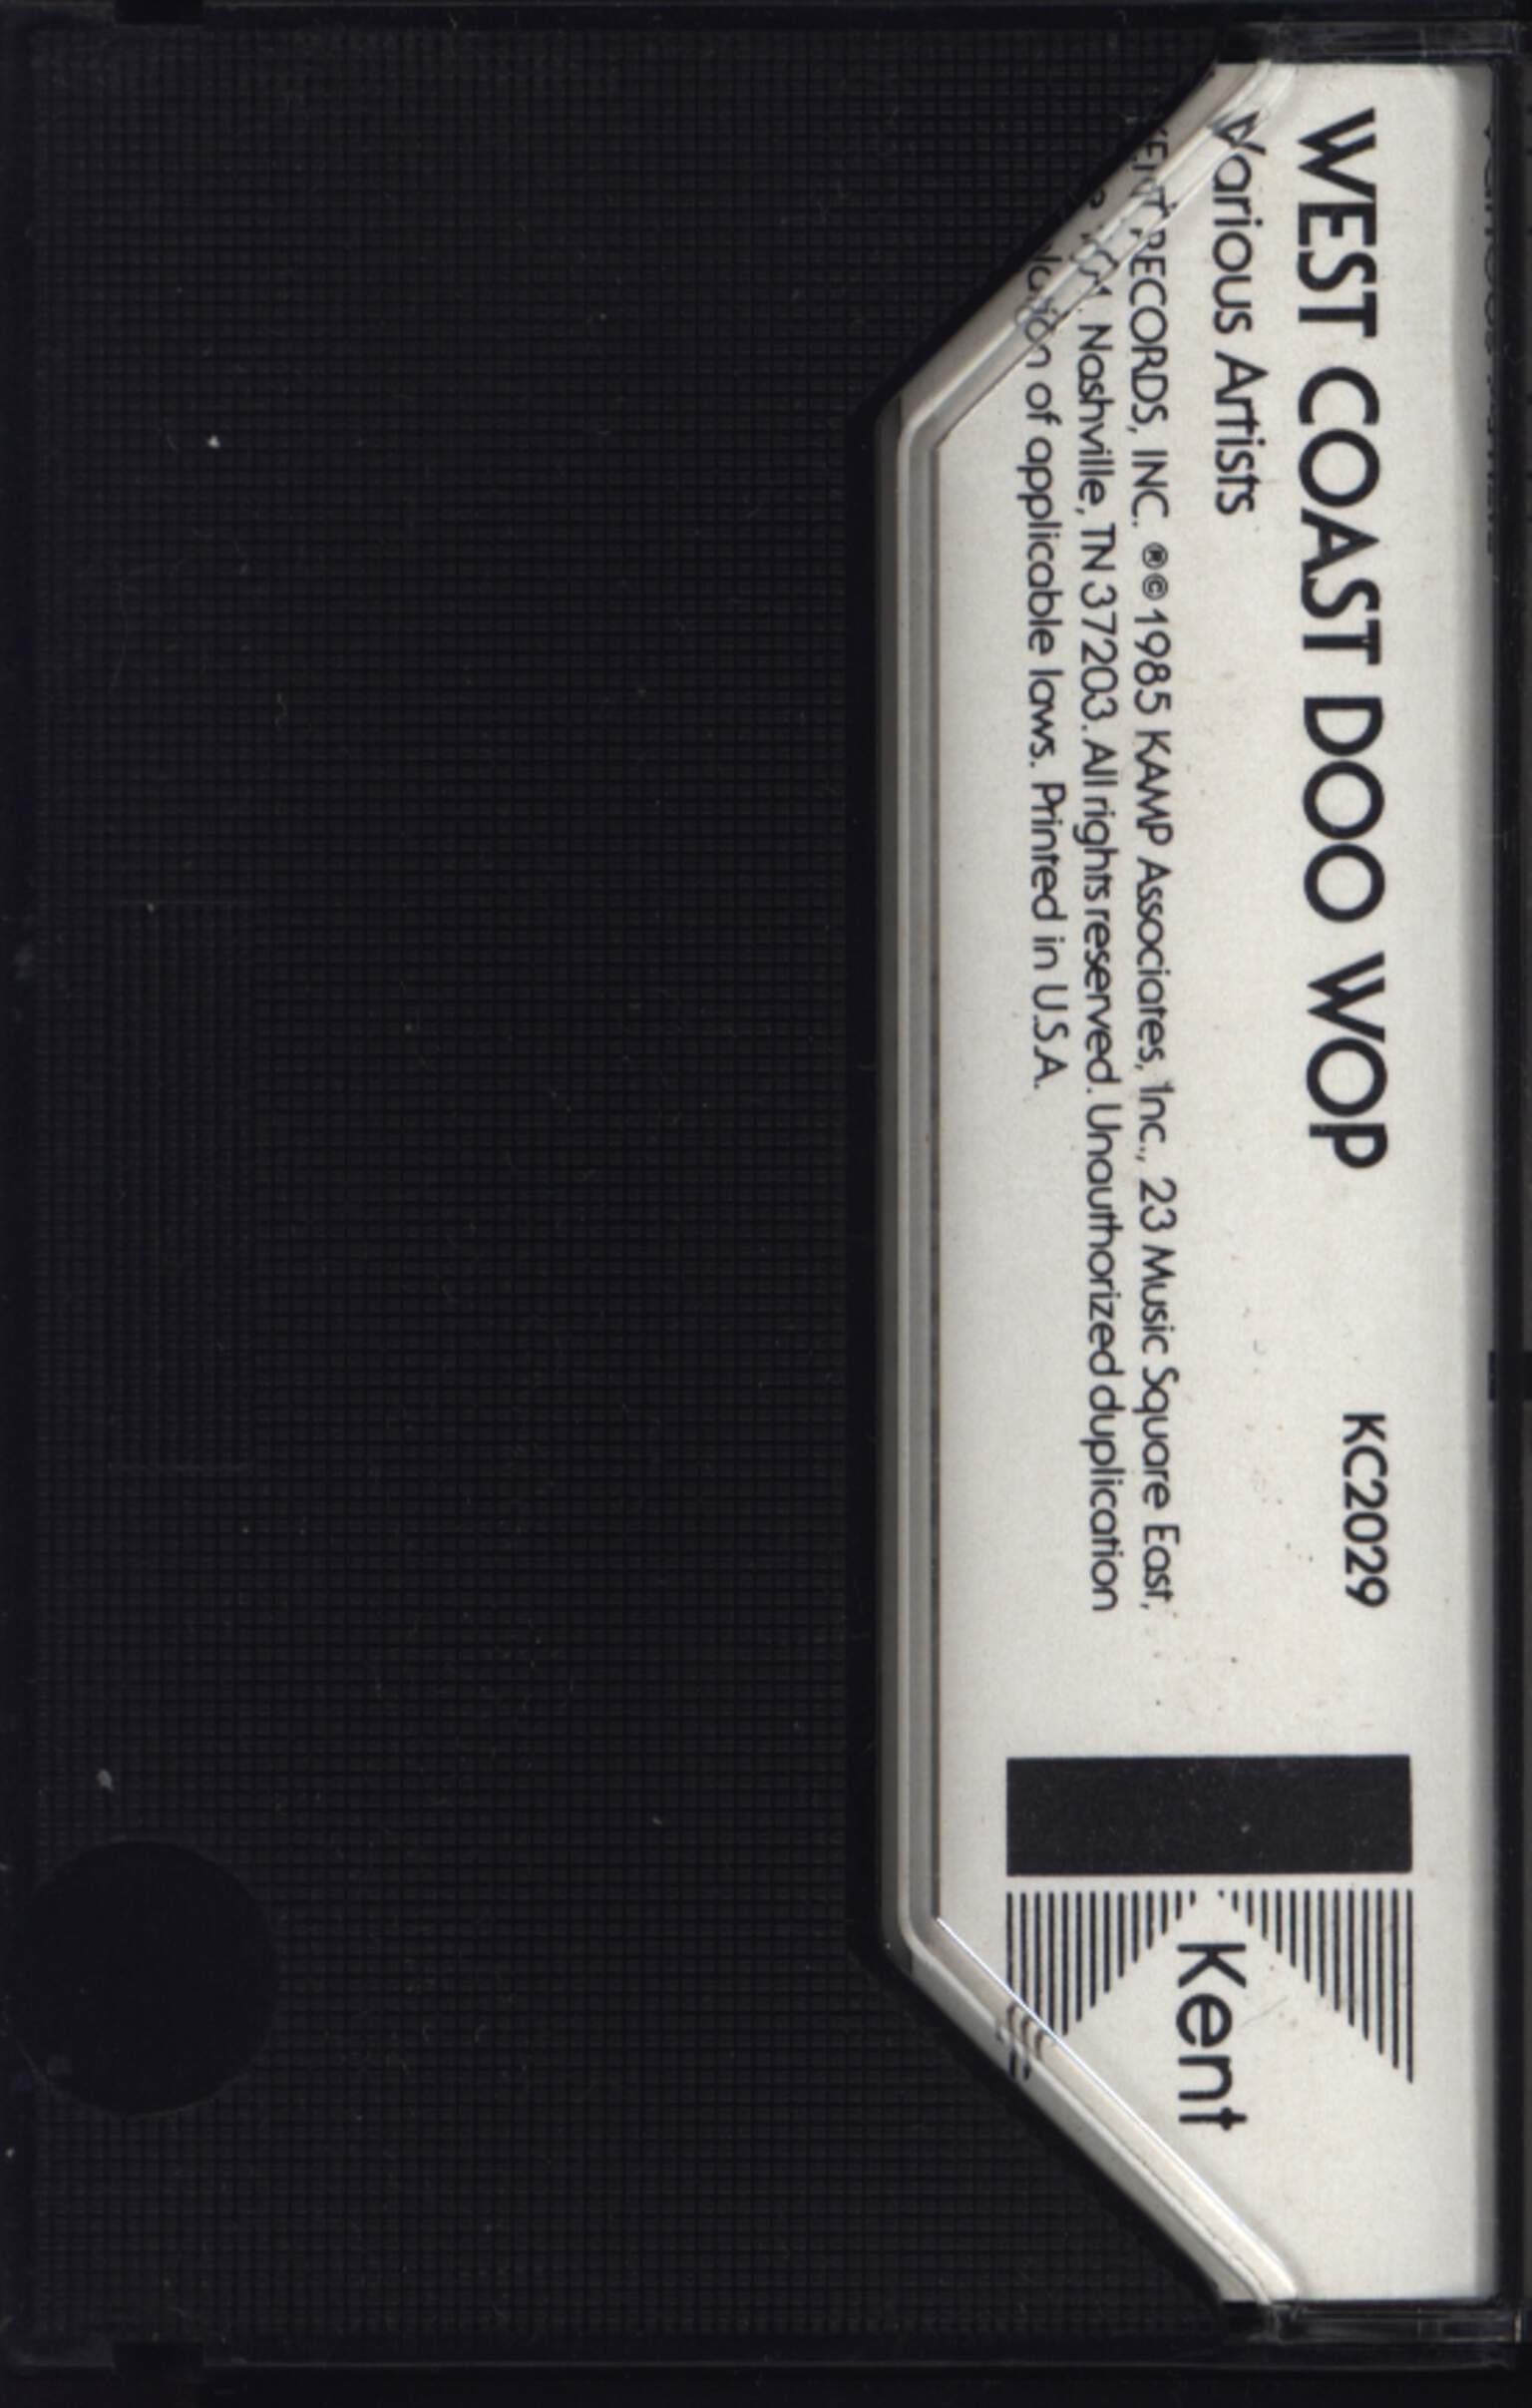 WEST COAST DOO WOP
KC2029
Various Artists
KENT RECORDS, INC. ®©1985 KAMP Associates, Inc., 23 Music Square East,
Nashville, TN 37203. All rights reserved. Unauthorized duplication
of applicable laws. Printed in U.S.A.
Kent